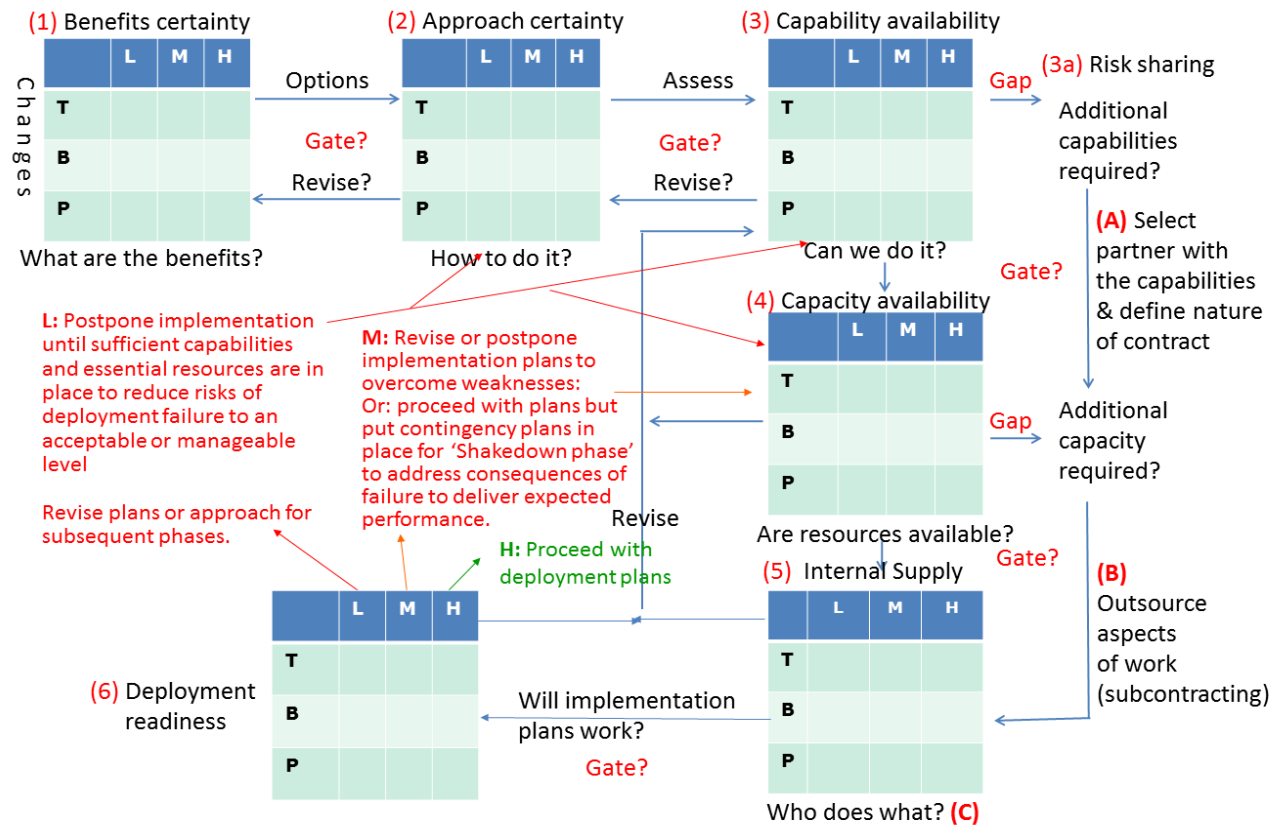 (1) Benefits certainty
L M H
T
B
P
Changes
What are the benefits?
Options
Gate?
Revise?
(2) Approach certainty
L M H
T
B
P
How to do it?
Assess
Gate?
Revise?
(3) Capability availability
L M H
T
B
P
Can we do it?
Gap
(3a) Risk sharing
Additional
capabilities
required?
(A) Select
partner with
the capabilities
& define nature
of contract
Gate?
(4) Capacity availability
L M H
T
B
P
Are resources available?
Gap
Additional
capacity
required?
Gate?
(B)
Outsource
aspects
of work
(subcontracting)
L: Postpone implementation
until sufficient capabilities
and essential resources are in
place to reduce risks of
deployment failure to an
acceptable or manageable
level
Revise plans or approach for
subsequent phases.
M: Revise or postpone
implementation plans to
overcome weaknesses:
Or: proceed with plans but
put contingency plans in
place for ‘Shakedown phase’
to address consequences of
failure to deliver expected
performance.
Revise
H: Proceed with
deployment plans
(5) Internal Supply
L M H
T
B
P
Who does what? (C)
Will implementation
plans work?
Gate?
(6) Deployment
readiness
L M H
T
B
P